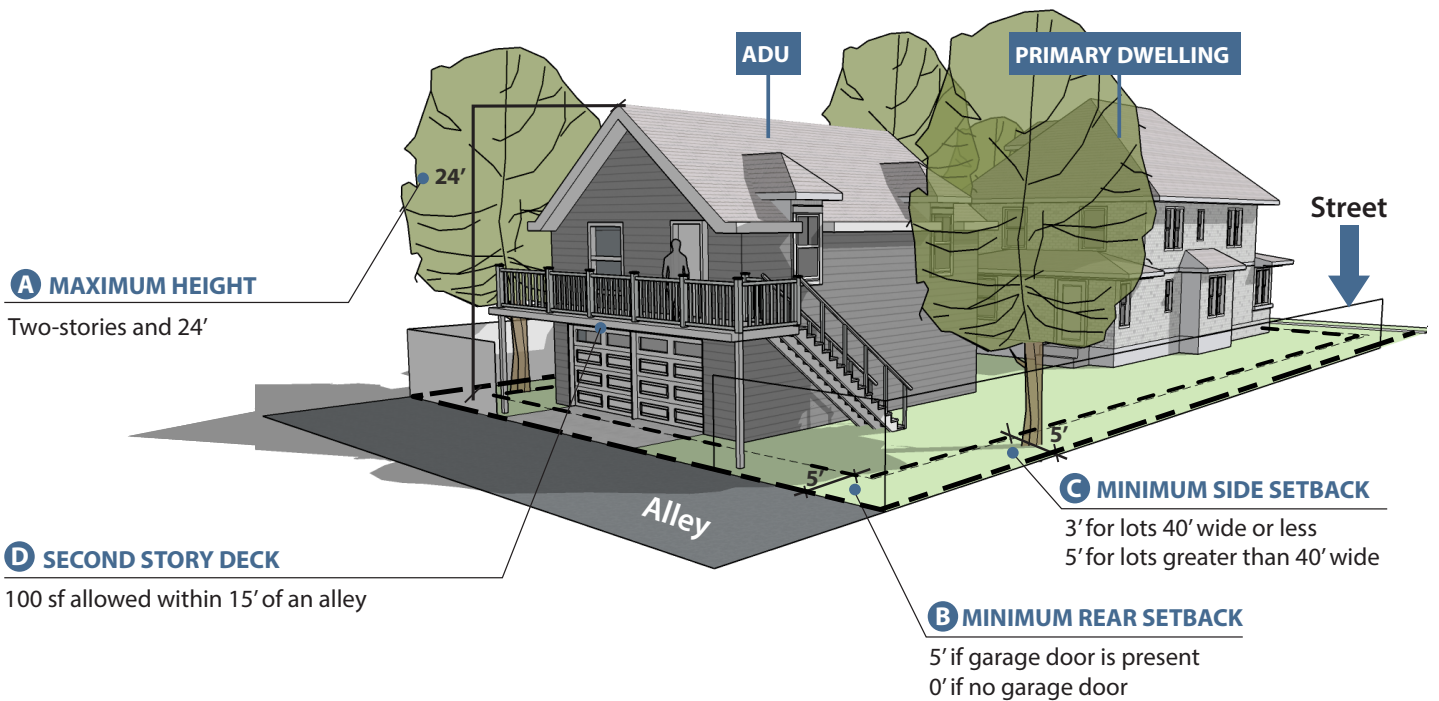 ADU
PRIMARY DWELLING
24’
Street
A MAXIMUM HEIGHT
Two-stories and 24’
5’
5’
Alley
C MINIMUM SIDE SETBACK
3’ for lots 40’ wide or less
5’ for lots greater than 40’ wide
D SECOND STORY DECK
100 sf allowed within 15’ of an alley
B MINIMUM REAR SETBACK
5’ if garage door is present
0’ if no garage door